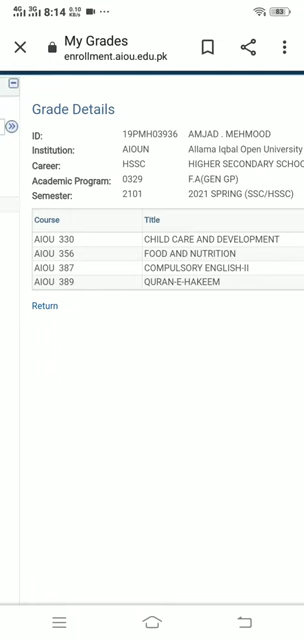 4G 3G 8:14 0.10 KB/s 83
My Grades
enrollment.aiou.edu.pk
Grade Details
ID: 19PMH03936 AMJAD . MEHMOOD
Institution: AIOUN Allama Iqbal Open University
Career: HSSC HIGHER SECONDARY SCHOO
Academic Program: 0329 F.A(GEN GP)
Semester: 2101 2021 SPRING (SSC/HSSC)
Course Title
AIOU 330 CHILD CARE AND DEVELOPMENT
AIOU 356 FOOD AND NUTRITION
AIOU 387 COMPULSORY ENGLISH-II
AIOU 389 QURAN-E-HAKEEM
Return